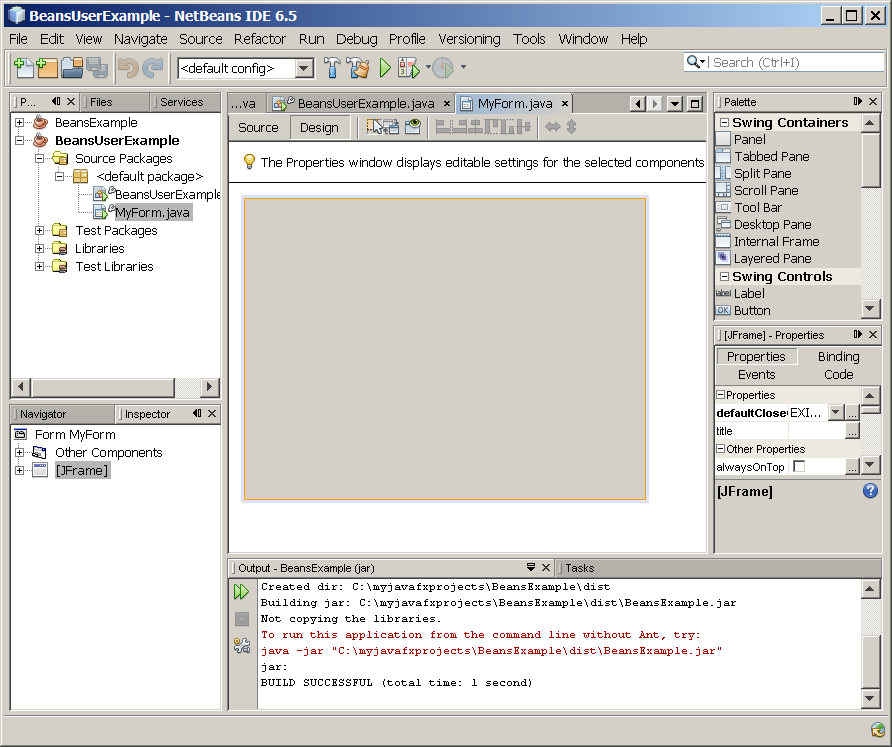 BeansUserExample - NetBeans IDE 6.5
File Edit View Navigate Source Refactor Run Debug Profile Versioning Tools Window Help
<default config>
Search (Ctrl+I)
P... Files Services
BeansExample
BeansUserExample
Source Packages
<default package>
BeansUserExample
MyForm.java
Test Packages
Libraries
Test Libraries
Navigator Inspector
Form MyForm
Other Components
[JFrame]
...va BeansUserExample.java MyForm.java
Source Design
The Properties window displays editable settings for the selected components
Palette
Swing Containers
Panel
Tabbed Pane
Split Pane
Scroll Pane
Tool Bar
Desktop Pane
Internal Frame
Layered Pane
Swing Controls
label Label
OK Button
[JFrame] - Properties
Properties Binding
Events Code
Properties
defaultClose EXI... ...
title ...
Other Properties
alwaysOnTop ...
[JFrame]
?
Output - BeansExample (jar) Tasks
Created dir: C:\myjavafxprojects\BeansExample\dist
Building jar: C:\myjavafxprojects\BeansExample\dist\BeansExample.jar
Not copying the libraries.
To run this application from the command line without Ant, try:
java -jar "C:\myjavafxprojects\BeansExample\dist\BeansExample.jar"
jar:
BUILD SUCCESSFUL (total time: 1 second)